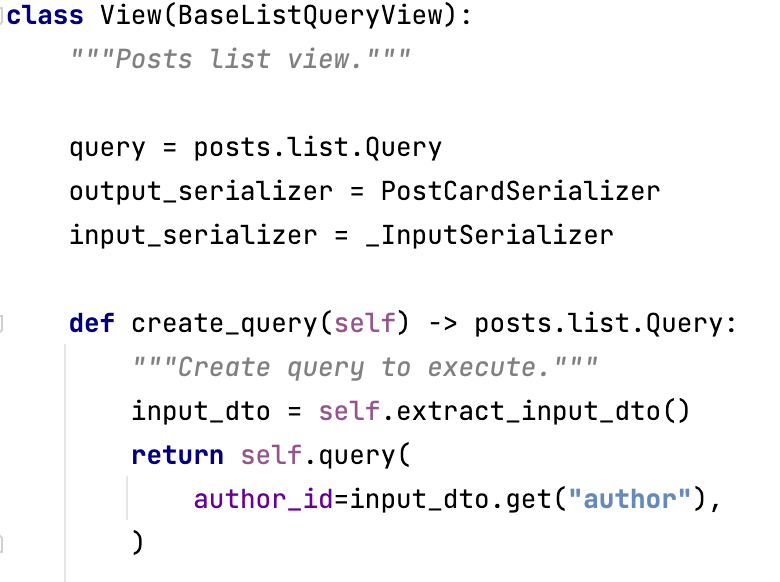 class View(BaseListQueryView):
    """Posts list view."""

    query = posts.list.Query
    output_serializer = PostCardSerializer
    input_serializer = _InputSerializer

    def create_query(self) -> posts.list.Query:
        """Create query to execute."""
        input_dto = self.extract_input_dto()
        return self.query(
            author_id=input_dto.get("author"),
        )